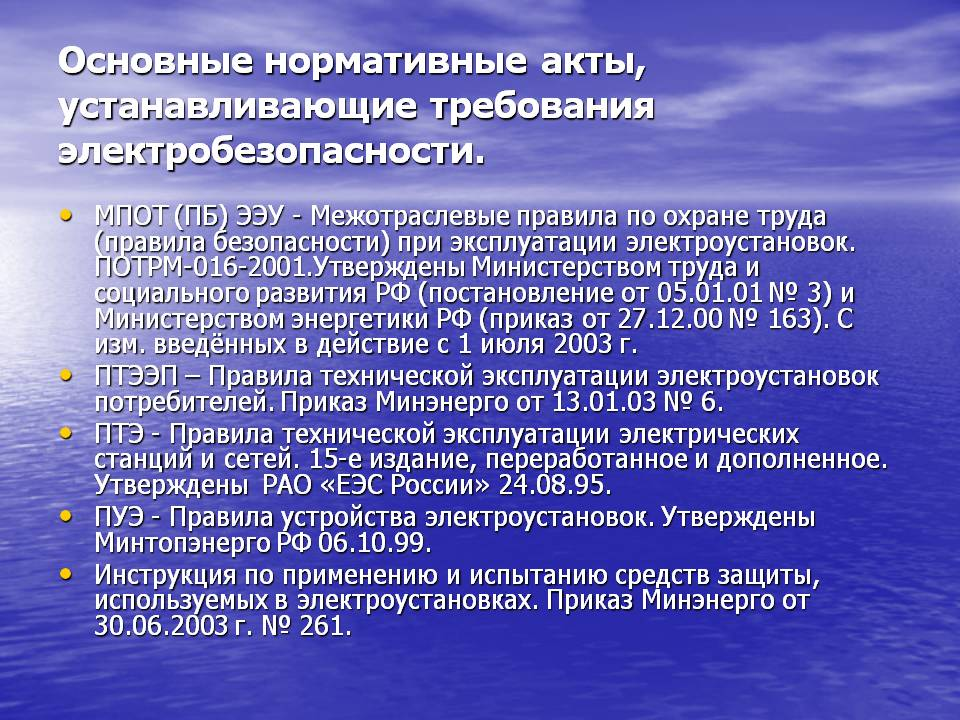 Основные нормативные акты,
устанавливающие требования
электробезопасности.
• МПОТ (ПБ) ЭЭУ - Межотраслевые правила по охране труда
(правила безопасности) при эксплуатации электроустановок.
ПОТРМ-016-2001.Утверждены Министерством труда и
социального развития РФ (постановление от 05.01.01 № 3) и
Министерством энергетики РФ (приказ от 27.12.00 № 163). С
изм. введённых в действие с 1 июля 2003 г.
• ПТЭЭП – Правила технической эксплуатации электроустановок
потребителей. Приказ Минэнерго от 13.01.03 № 6.
• ПТЭ - Правила технической эксплуатации электрических
станций и сетей. 15-е издание, переработанное и дополненное.
Утверждены РАО «ЕЭС России» 24.08.95.
• ПУЭ - Правила устройства электроустановок. Утверждены
Минтопэнерго РФ 06.10.99.
• Инструкция по применению и испытанию средств защиты,
используемых в электроустановках. Приказ Минэнерго от
30.06.2003 г. № 261.